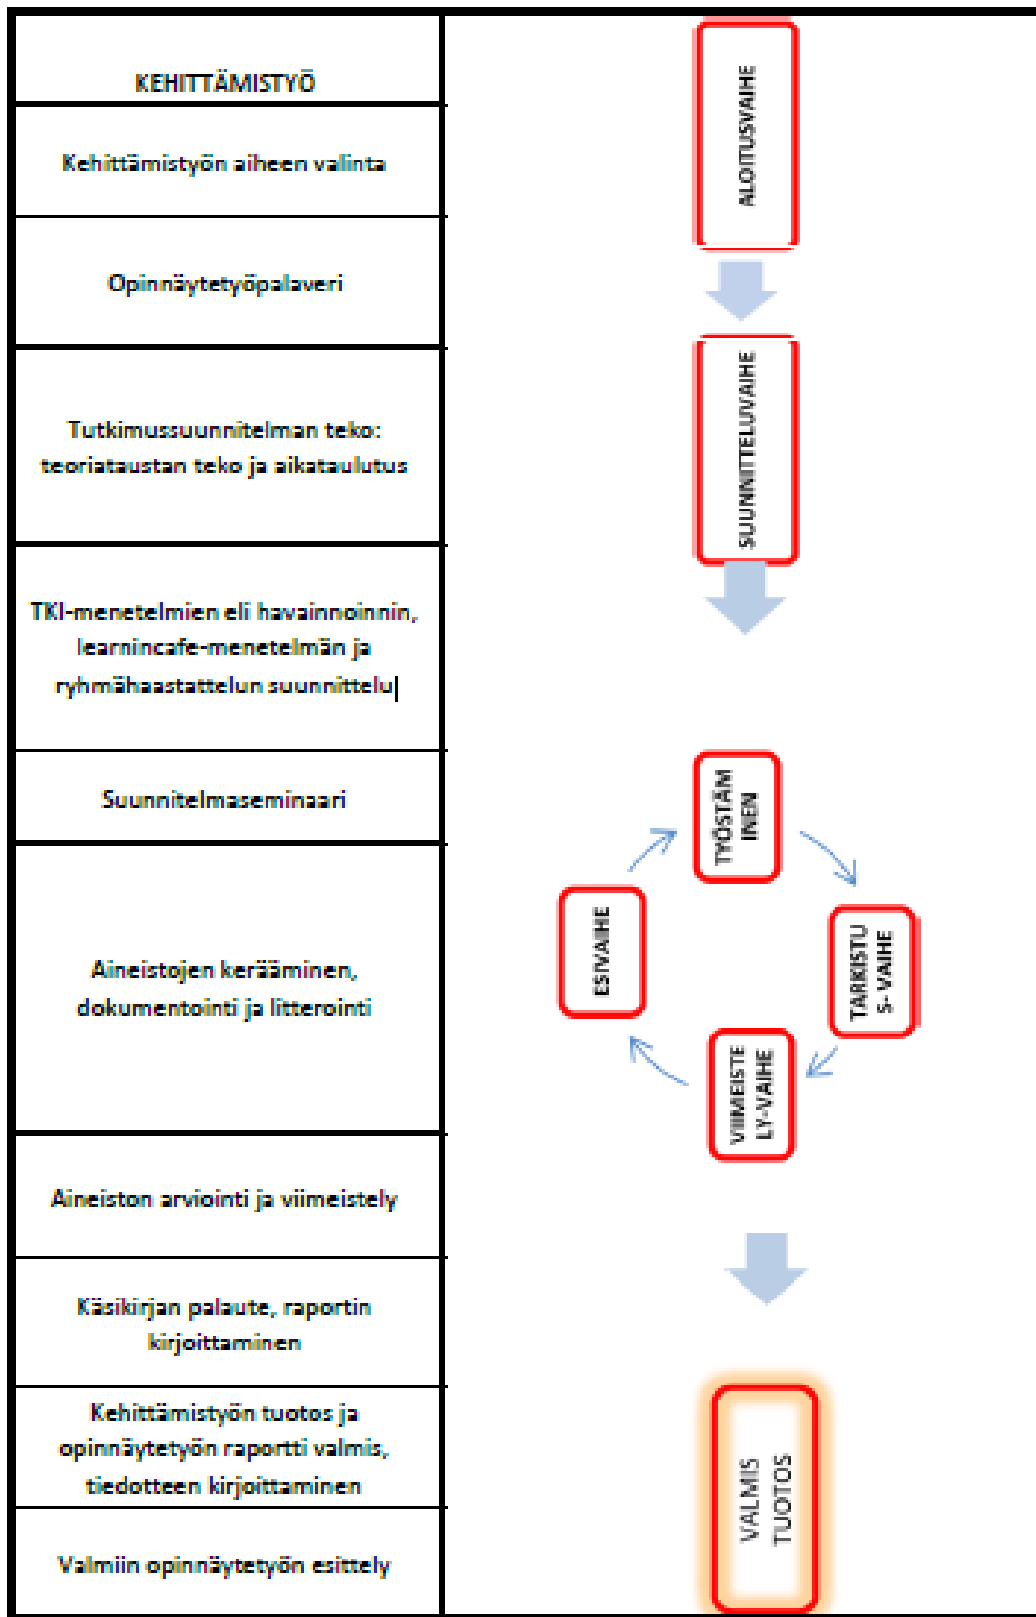 KEHITTÄMISTYÖ
Kehittämistyön aiheen valinta
Opinnäytetyöpalaveri
Tutkimussuunnitelman teko:
teoriataustan teko ja aikataulutus
TKI-menetelmien eli havainnoinnin,
learnincafe-menetelmän ja
ryhmähaastattelun suunnittelu
Suunnitelmaseminaari
Aineistojen kerääminen,
dokumentointi ja litterointi
Aineiston arviointi ja viimeistely
Käsikirjan palaute, raportin
kirjoittaminen
Kehittämistyön tuotos ja
opinnäytetyön raportti valmis,
tiedotteen kirjoittaminen
Valmiin opinnäytetyön esittely
ALOITUSVAIHE
SUUNNITTELUVAIHE
TYÖSTÄM
INEN
TARKISTU
S- VAIHE
VIIMEISTE
LY-VAIHE
ESIVAIHE
VALMIS
TUOTOS